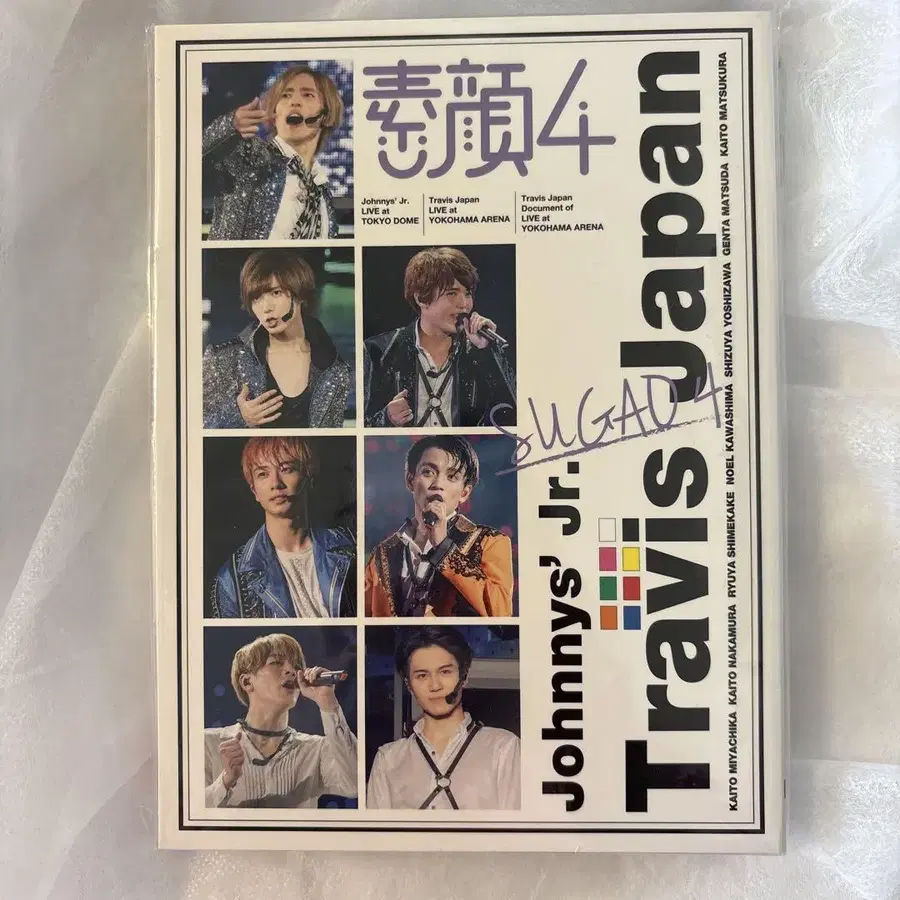 素顔4
Johnnys' Jr.
LIVE at
TOKYO DOME
Travis Japan
LIVE at
YOKOHAMA ARENA
Travis Japan
Document of
LIVE at
YOKOHAMA ARENA
SUGAO4
Johnnys' Jr.
Travis Japan
KAITO MIYACHIKA KAITO NAKAMURA RYUYA SHIMEKAKE NOEL KAWASHIMA SHIZUYA YOSHIZAWA GENTA MATSUDA KAITO MATSUKURA